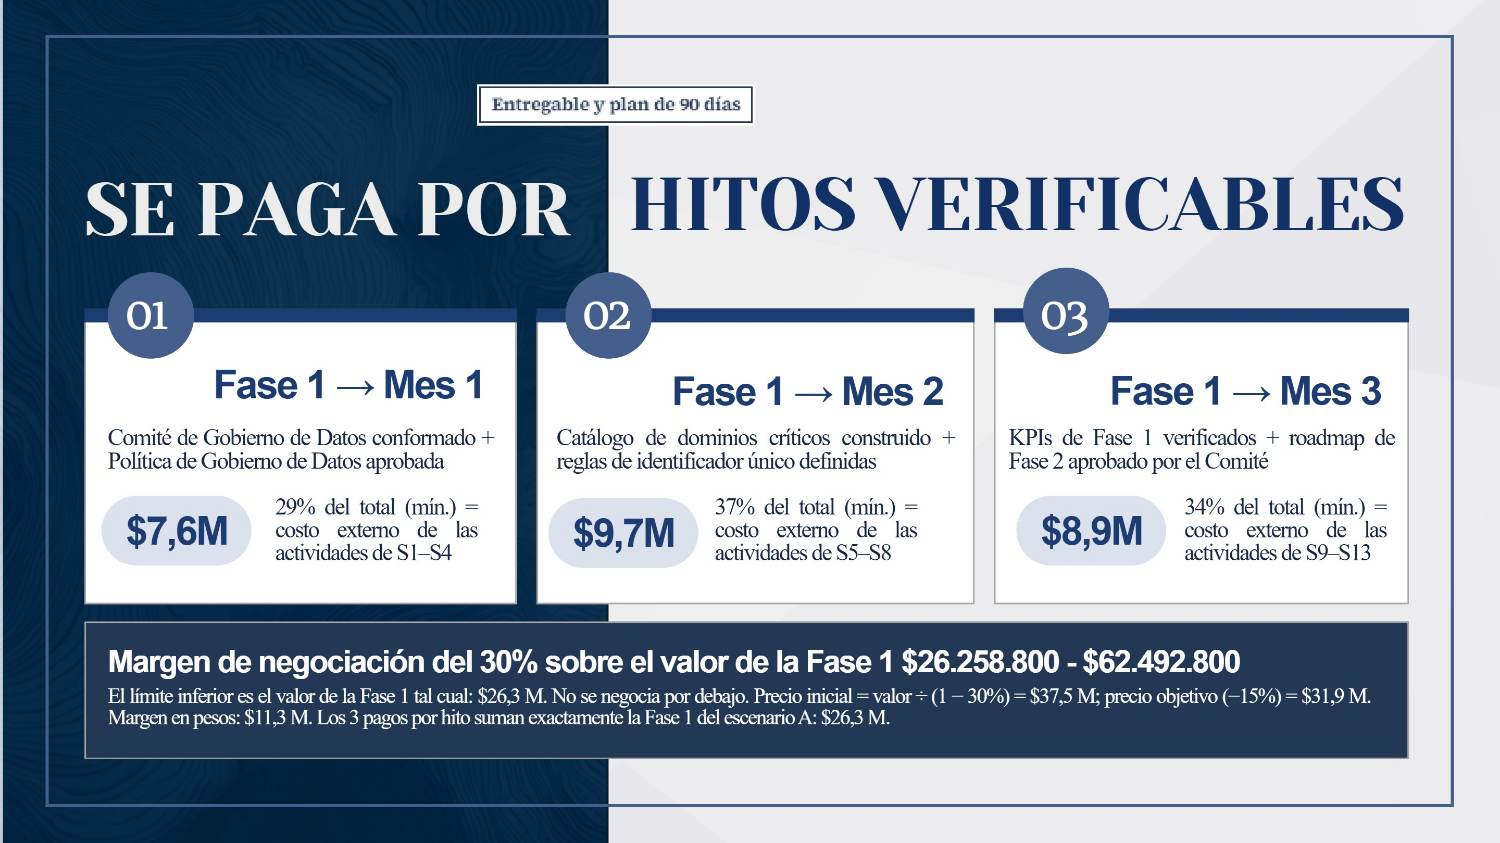 Entregable y plan de 90 días
SE PAGA POR HITOS VERIFICABLES
01
Fase 1 → Mes 1
Comité de Gobierno de Datos conformado +
Política de Gobierno de Datos aprobada
$7,6M
29% del total (mín.) =
costo externo de las
actividades de S1–S4
02
Fase 1 → Mes 2
Catálogo de dominios críticos construido +
reglas de identificador único definidas
$9,7M
37% del total (mín.) =
costo externo de las
actividades de S5–S8
03
Fase 1 → Mes 3
KPIs de Fase 1 verificados + roadmap de
Fase 2 aprobado por el Comité
$8,9M
34% del total (mín.) =
costo externo de las
actividades de S9–S13
Margen de negociación del 30% sobre el valor de la Fase 1 $26.258.800 - $62.492.800
El límite inferior es el valor de la Fase 1 tal cual: $26,3 M. No se negocia por debajo. Precio inicial = valor ÷ (1 − 30%) = $37,5 M; precio objetivo (−15%) = $31,9 M.
Margen en pesos: $11,3 M. Los 3 pagos por hito suman exactamente la Fase 1 del escenario A: $26,3 M.